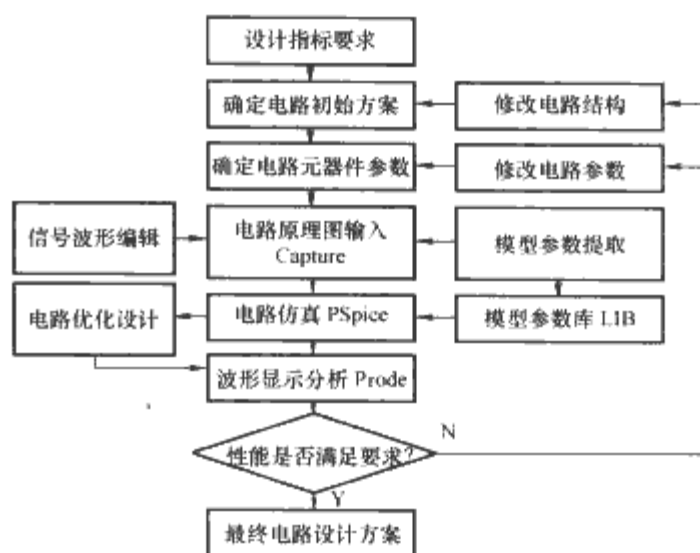 设计指标要求
确定电路初始方案
修改电路结构
确定电路元器件参数
修改电路参数
信号波形编辑
电路原理图输入
Capture
模型参数提取
电路优化设计
电路仿真 PSpice
模型参数库 LIB
波形显示分析 Prode
性能是否满足要求?
N
Y
最终电路设计方案